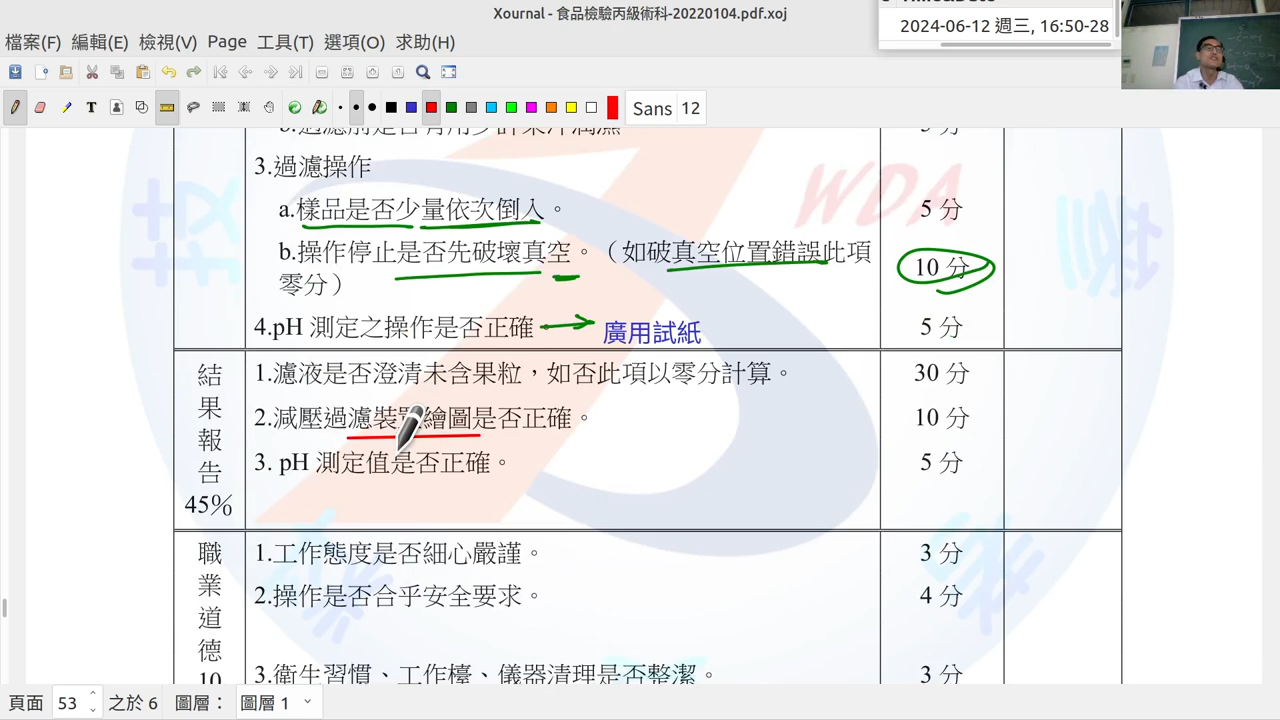 Xournal - 食品檢驗丙級術科-20220104.pdf.xoj
2024-06-12 週三, 16:50-28
檔案(F) 編輯(E) 檢視(V) Page 工具(T) 選項(O) 求助(H)
Sans 12
3.過濾操作
a.樣品是否少量依次倒入。 5 分
b.操作停止是否先破壞真空。（如破真空位置錯誤此項 10 分
零分）
4.pH 測定之操作是否正確 廣用試紙 5 分
WDA
結果報告 45%
1.濾液是否澄清未含果粒，如否此項以零分計算。 30 分
2.減壓過濾裝置繪圖是否正確。 10 分
3. pH 測定值是否正確。 5 分
職業道德 10
1.工作態度是否細心嚴謹。 3 分
2.操作是否合乎安全要求。 4 分
3.衛生習慣、工作檯、儀器清理是否整潔。 3 分
頁面 53 之於 6 圖層： 圖層 1